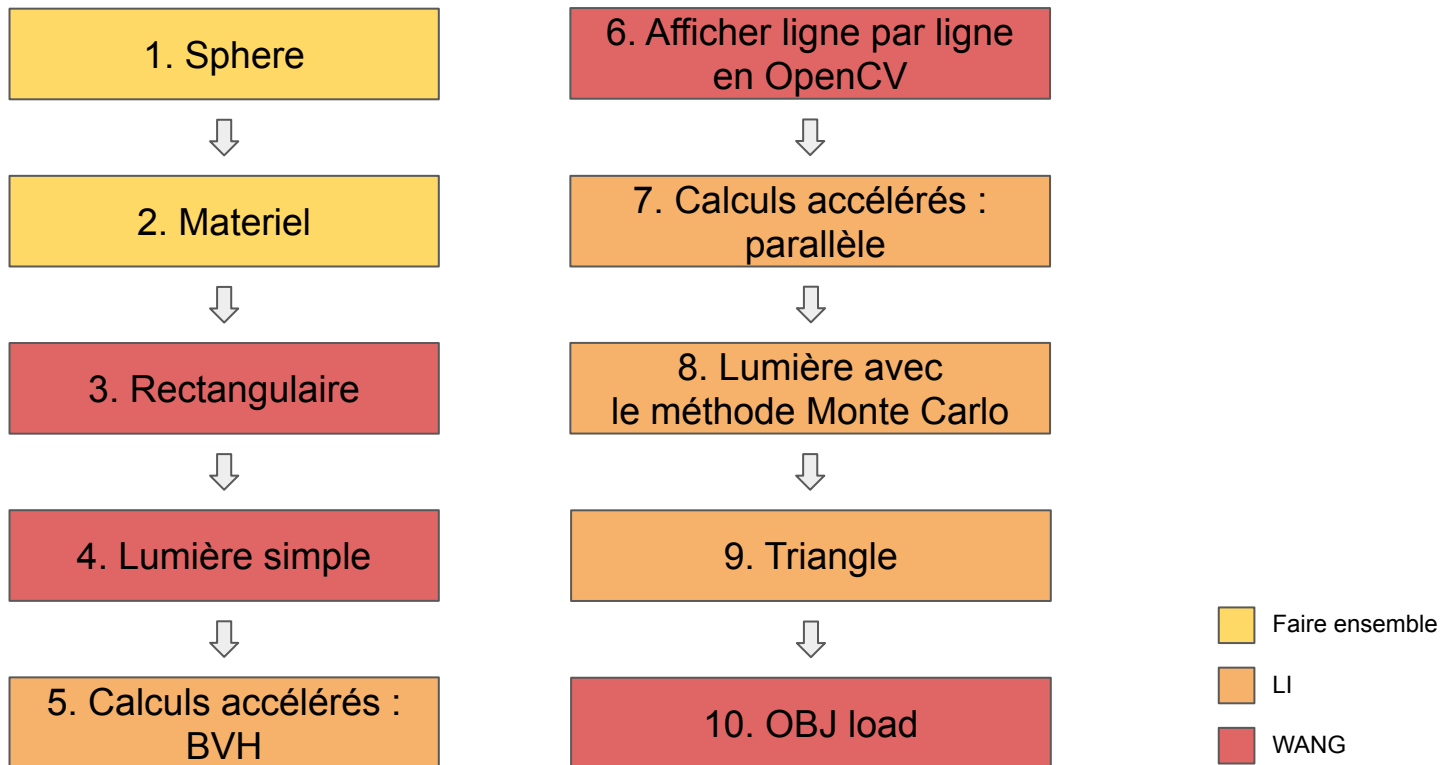 1. Sphere
2. Materiel
3. Rectangulaire
4. Lumière simple
5. Calculs accélérés :
BVH
6. Afficher ligne par ligne
en OpenCV
7. Calculs accélérés :
parallèle
8. Lumière avec
le méthode Monte Carlo
9. Triangle
10. OBJ load
Faire ensemble
LI
WANG